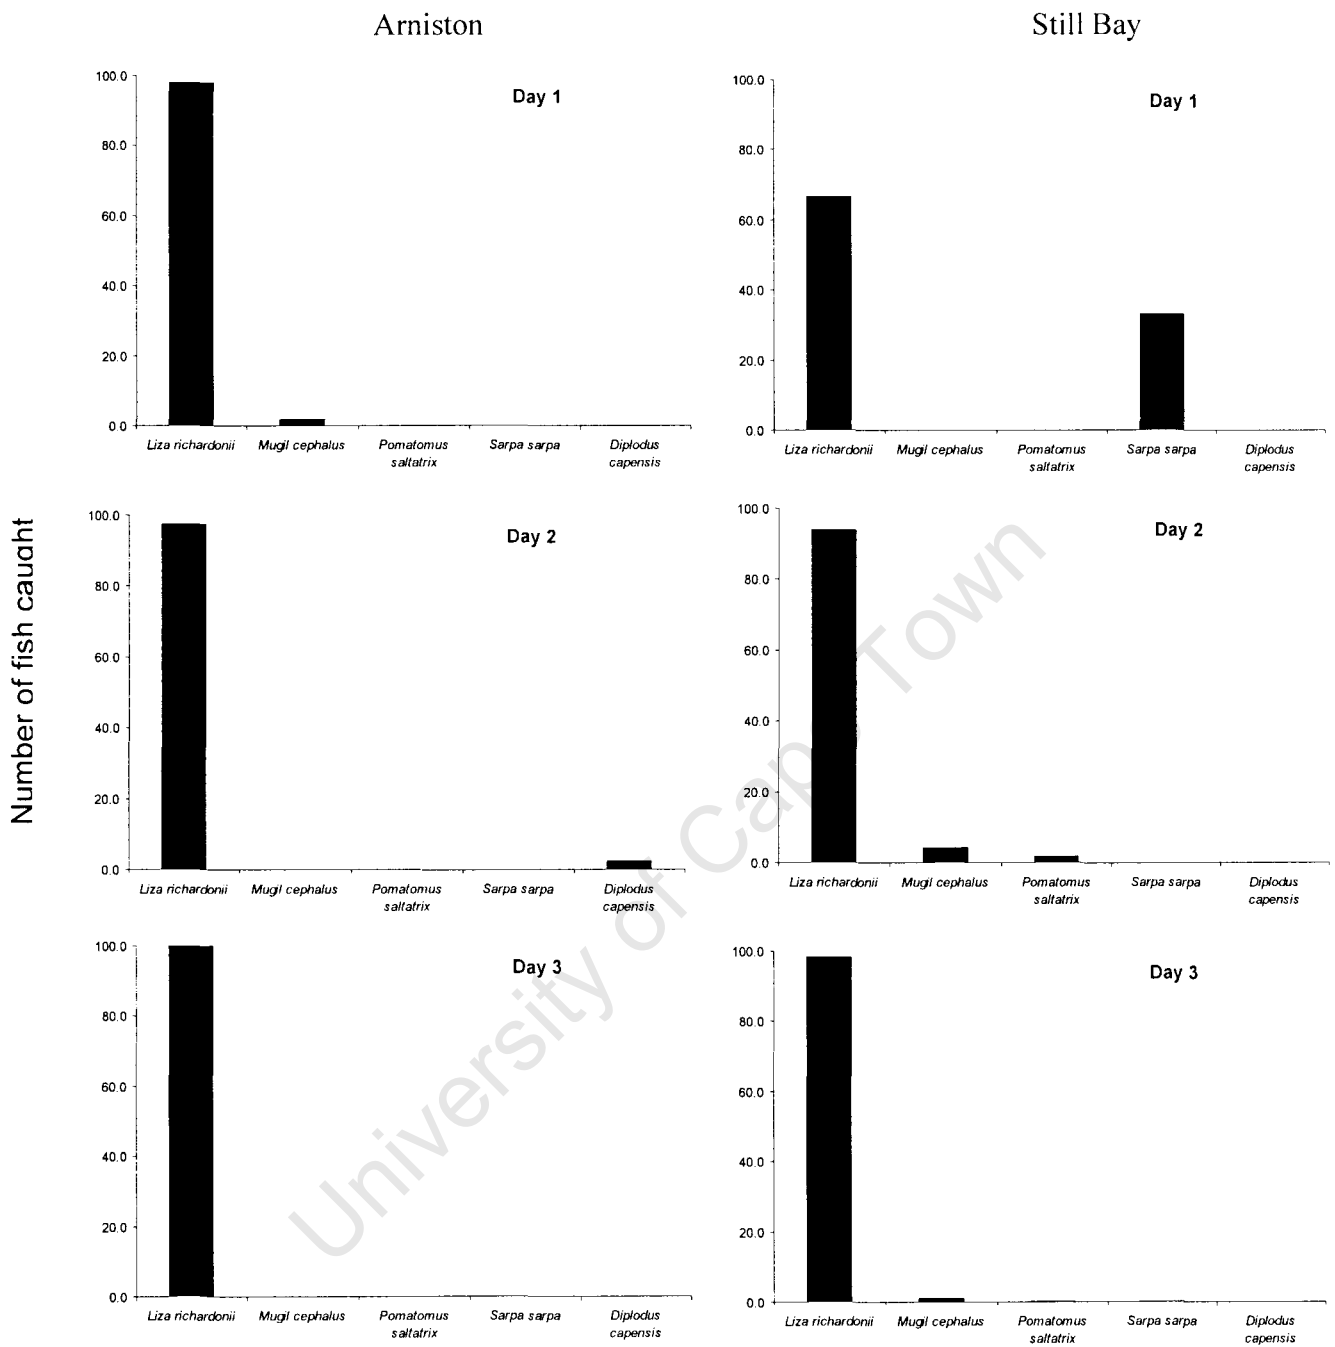 Arniston
Still Bay
Number of fish caught
Day 1
100.0
80.0
60.0
40.0
20.0
0.0
Liza richardonii Mugil cephalus Pomatomus saltatrix Sarpa sarpa Diplodus capensis
Day 1
100.0
80.0
60.0
40.0
20.0
0.0
Liza richardonii Mugil cephalus Pomatomus saltatrix Sarpa sarpa Diplodus capensis
Day 2
100.0
80.0
60.0
40.0
20.0
0.0
Liza richardonii Mugil cephalus Pomatomus saltatrix Sarpa sarpa Diplodus capensis
Day 2
100.0
80.0
60.0
40.0
20.0
0.0
Liza richardonii Mugil cephalus Pomatomus saltatrix Sarpa sarpa Diplodus capensis
Day 3
100.0
80.0
60.0
40.0
20.0
0.0
Liza richardonii Mugil cephalus Pomatomus saltatrix Sarpa sarpa Diplodus capensis
Day 3
100.0
80.0
60.0
40.0
20.0
0.0
Liza richardonii Mugil cephalus Pomatomus saltatrix Sarpa sarpa Diplodus capensis
University of Cape Town